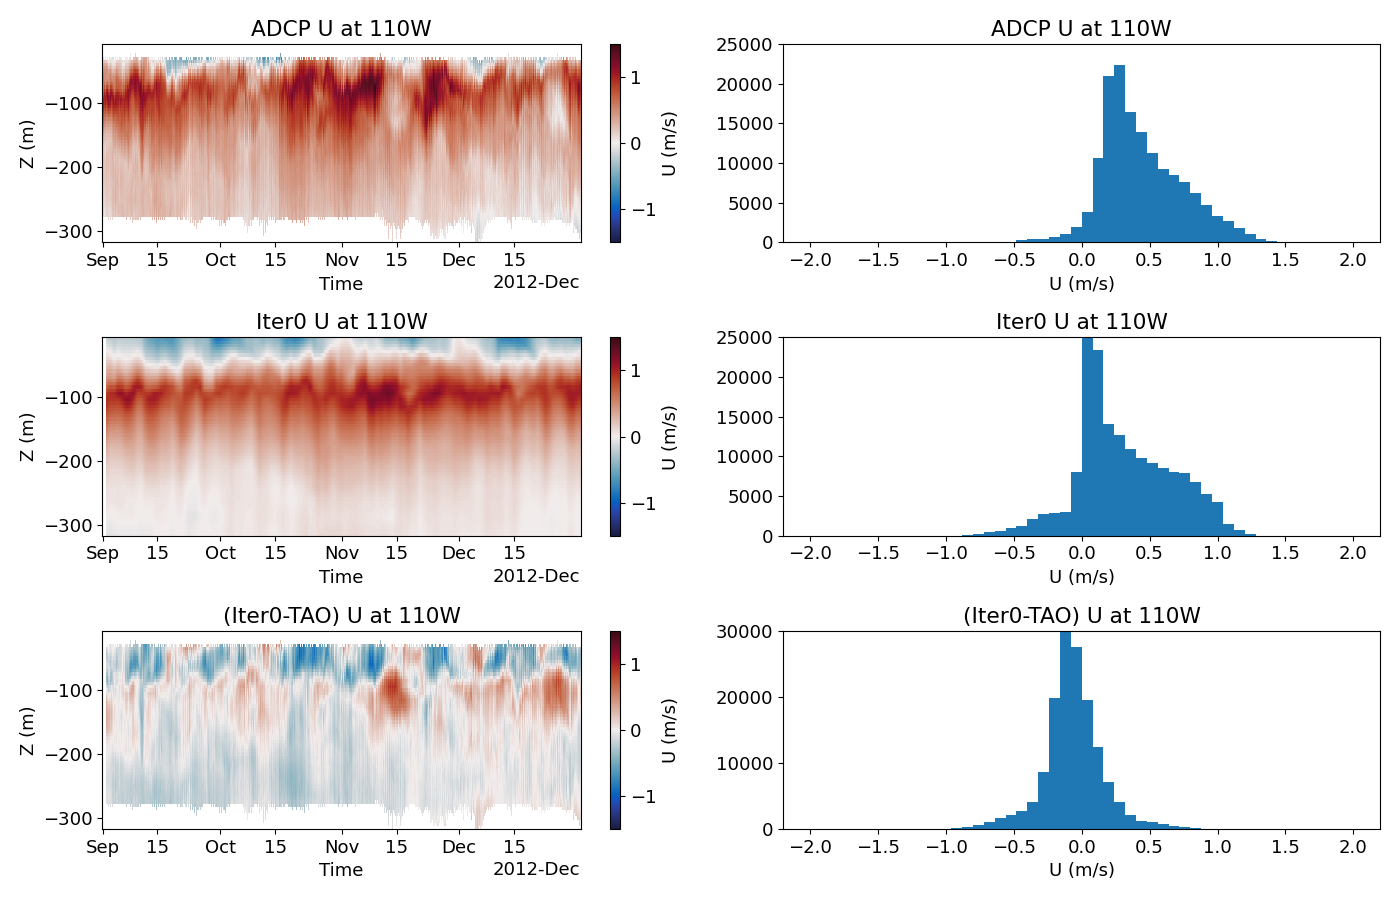 ADCP U at 110W
−100
−200
−300
Z (m)
Sep 15 Oct 15 Nov 15 Dec 15
Time
2012-Dec
1
0
−1
U (m/s)
ADCP U at 110W
25000
20000
15000
10000
5000
0
−2.0 −1.5 −1.0 −0.5 0.0 0.5 1.0 1.5 2.0
U (m/s)
Iter0 U at 110W
−100
−200
−300
Z (m)
Sep 15 Oct 15 Nov 15 Dec 15
Time
2012-Dec
1
0
−1
U (m/s)
Iter0 U at 110W
25000
20000
15000
10000
5000
0
−2.0 −1.5 −1.0 −0.5 0.0 0.5 1.0 1.5 2.0
U (m/s)
(Iter0-TAO) U at 110W
−100
−200
−300
Z (m)
Sep 15 Oct 15 Nov 15 Dec 15
Time
2012-Dec
1
0
−1
U (m/s)
(Iter0-TAO) U at 110W
30000
20000
10000
0
−2.0 −1.5 −1.0 −0.5 0.0 0.5 1.0 1.5 2.0
U (m/s)